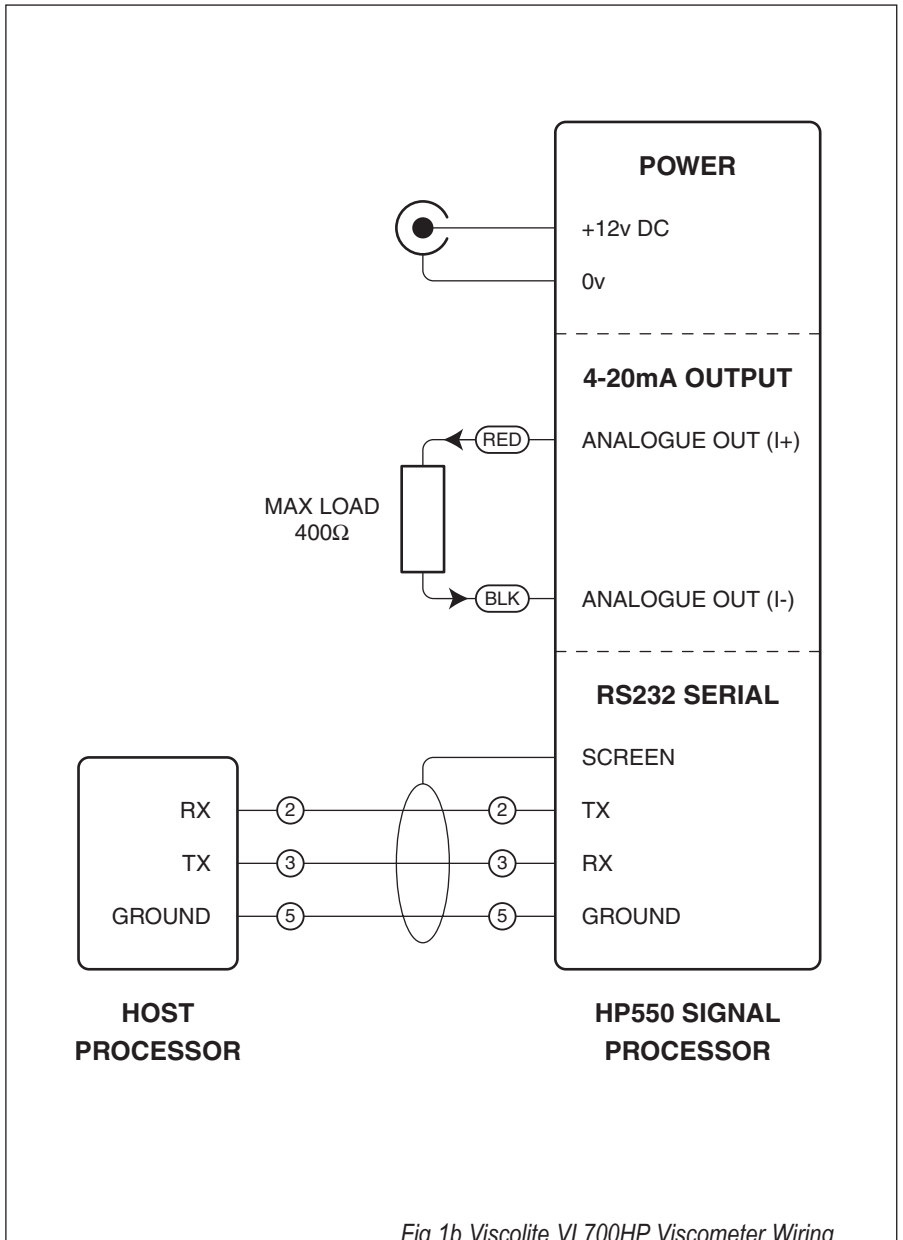 POWER
+12v DC
0v
4-20mA OUTPUT
RED
ANALOGUE OUT (I+)
MAX LOAD
400Ω
BLK
ANALOGUE OUT (I-)
RS232 SERIAL
SCREEN
RX 2 2 TX
TX 3 3 RX
GROUND 5 5 GROUND
HOST
PROCESSOR
HP550 SIGNAL
PROCESSOR
Fig 1b Viscolite VL700HP Viscometer Wiring